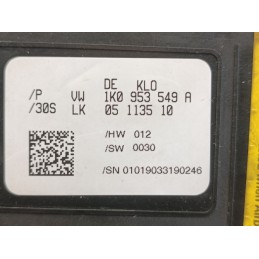 DE KLO
/P VW 1K0 953 549 A
/30S LK 05 1135 10
/HW 012
/SW 0030
/SN 01019033190246